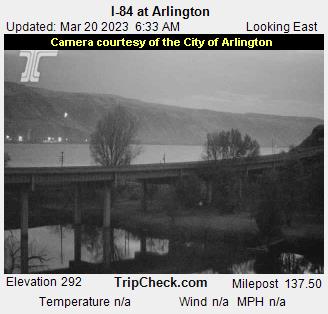 I-84 at Arlington
Updated: Mar 20 2023 6:33 AM Looking East
Camera courtesy of the City of Arlington
Elevation 292 TripCheck.com Milepost 137.50
Temperature n/a Wind n/a MPH n/a